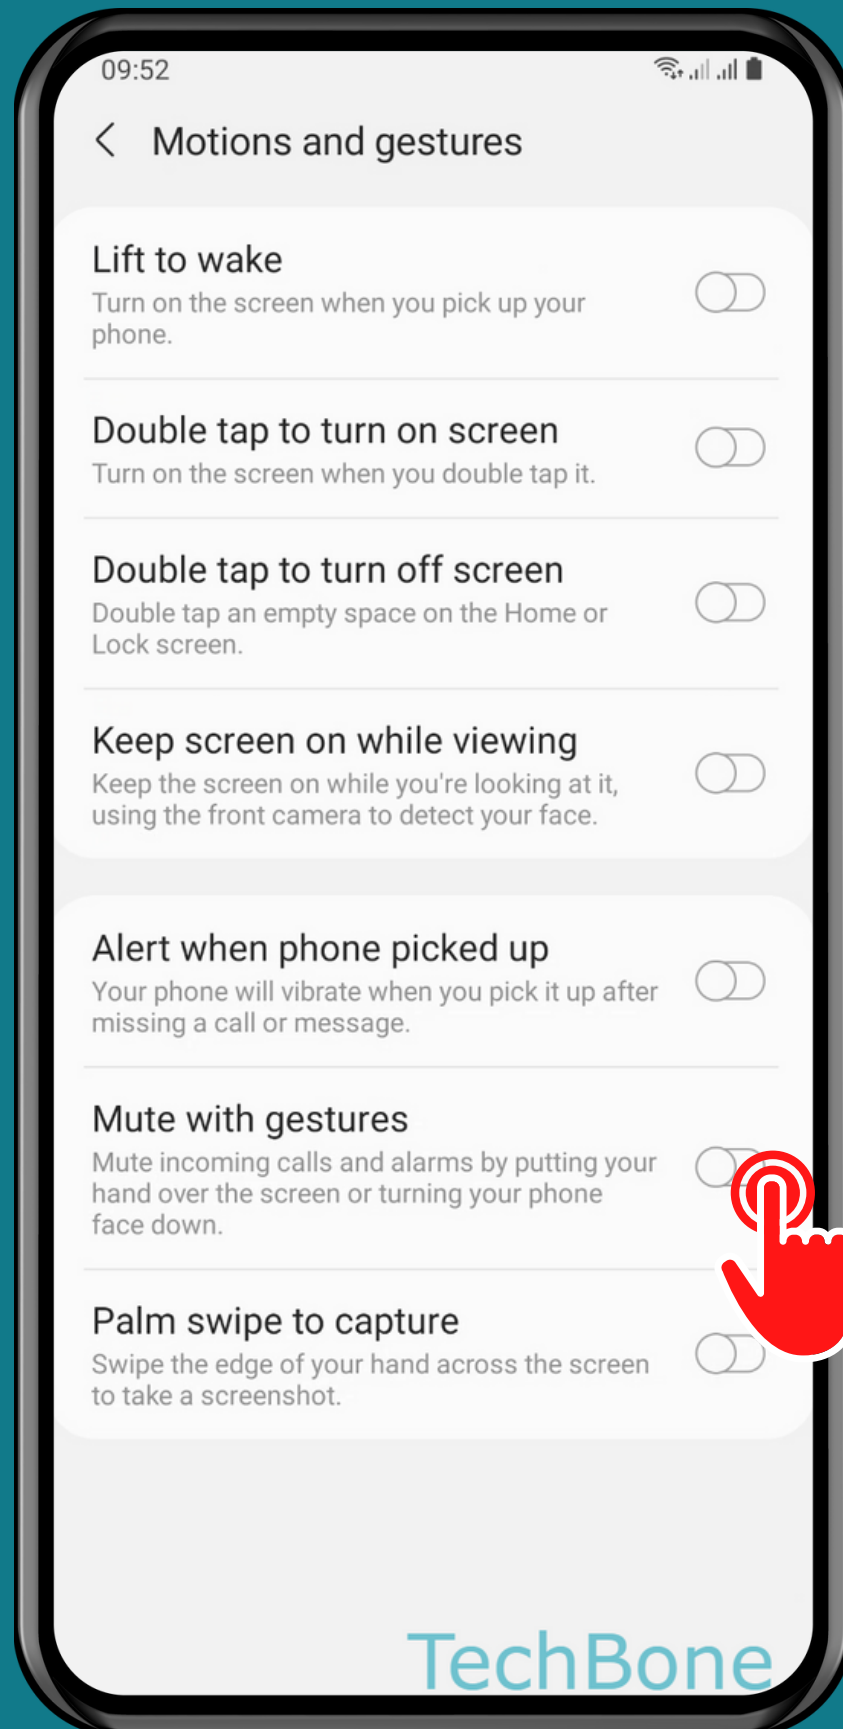 09:52
Motions and gestures
Lift to wake
Turn on the screen when you pick up your
phone.
Double tap to turn on screen
Turn on the screen when you double tap it.
Double tap to turn off screen
Double tap an empty space on the Home or
Lock screen.
Keep screen on while viewing
Keep the screen on while you're looking at it,
using the front camera to detect your face.
Alert when phone picked up
Your phone will vibrate when you pick it up after
missing a call or message.
Mute with gestures
Mute incoming calls and alarms by putting your
hand over the screen or turning your phone
face down.
Palm swipe to capture
Swipe the edge of your hand across the screen
to take a screenshot.
TechBone